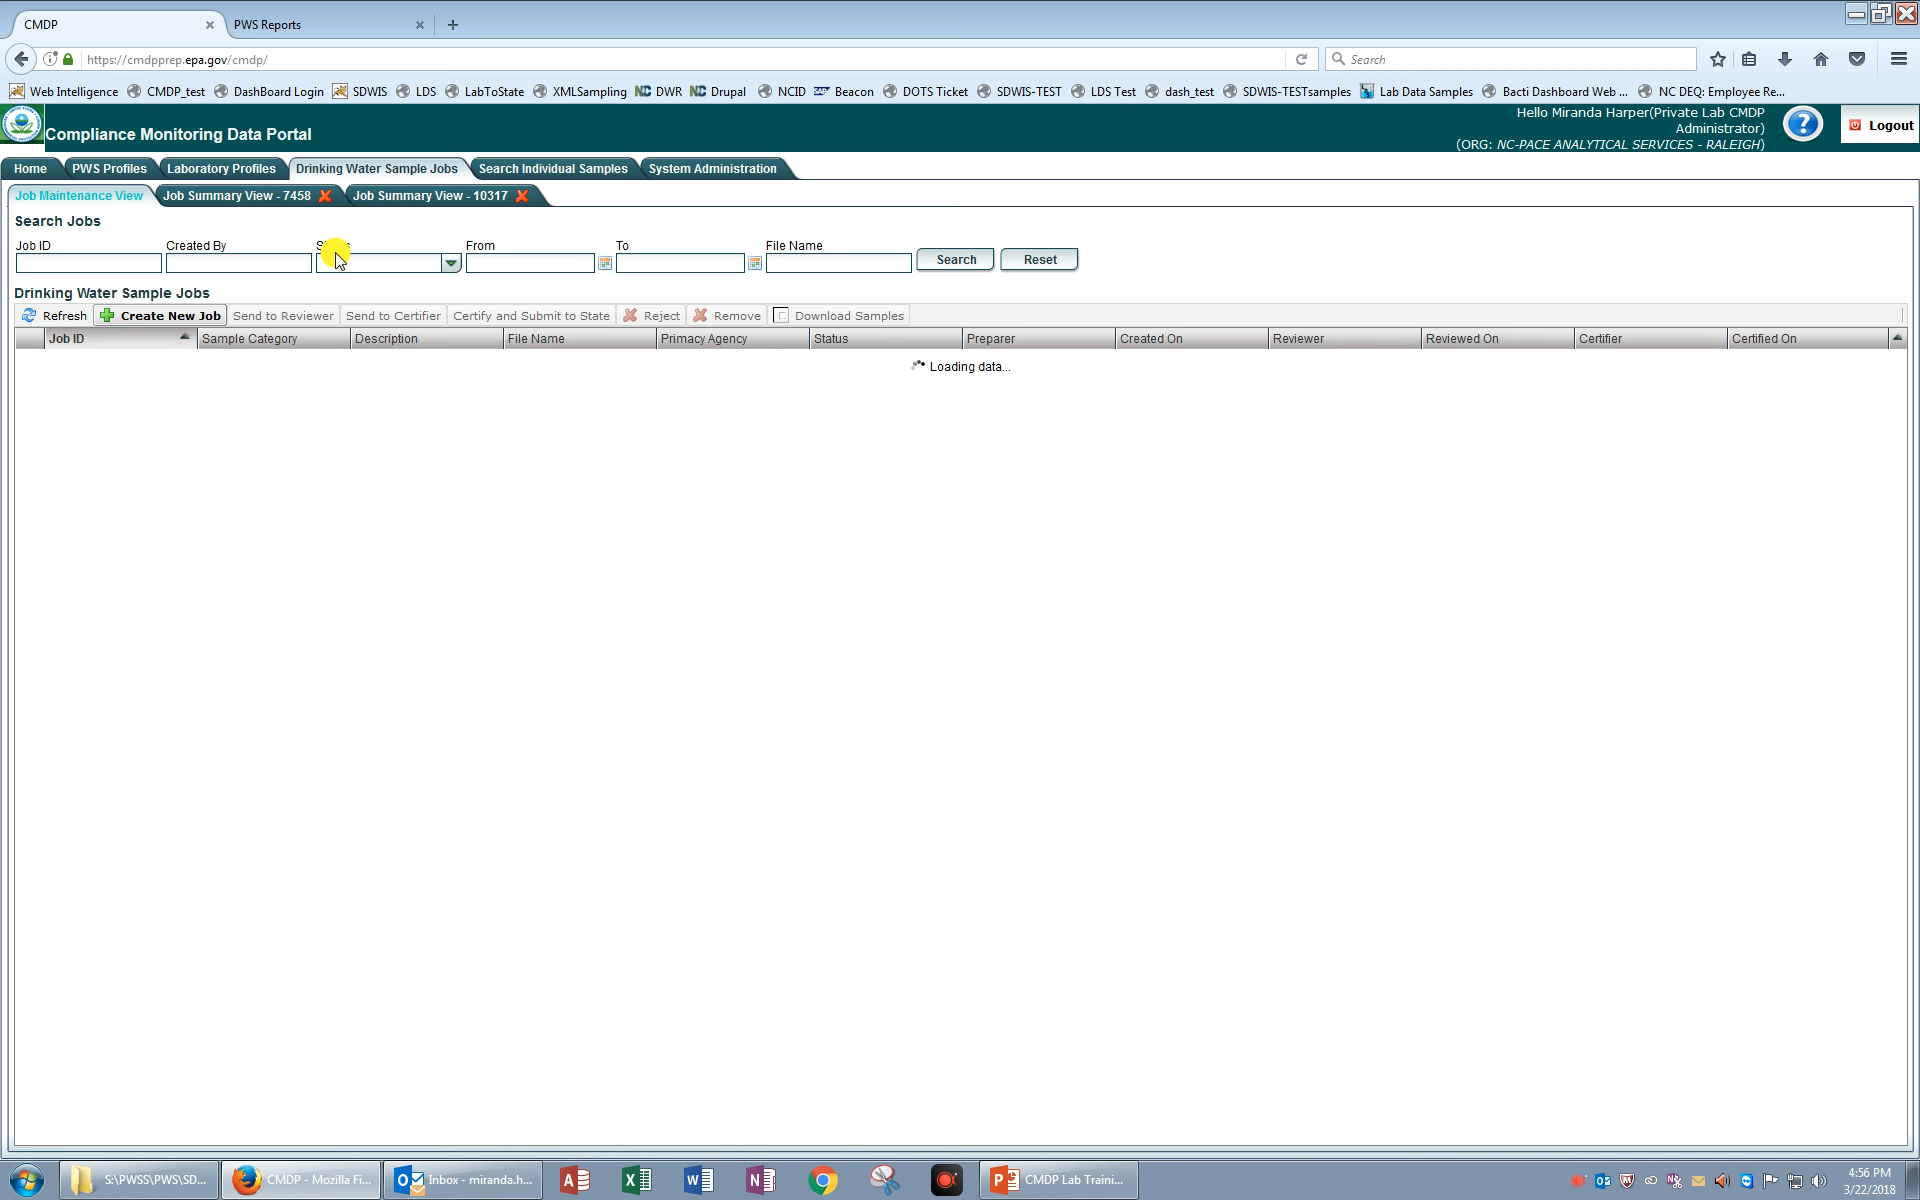 CMDP
PWS Reports
https://cmdpprep.epa.gov/cmdp/
Search
Web Intelligence CMDP_test DashBoard Login SDWIS LDS LabToState XMLSampling NC DWR NC Drupal NCID Beacon DOTS Ticket SDWIS-TEST LDS Test dash_test SDWIS-TESTsamples Lab Data Samples Bacti Dashboard Web ... NC DEQ: Employee Re...
Compliance Monitoring Data Portal
Hello Miranda Harper(Private Lab CMDP
Administrator)
(ORG: NC-PACE ANALYTICAL SERVICES - RALEIGH)
Logout
Home PWS Profiles Laboratory Profiles Drinking Water Sample Jobs Search Individual Samples System Administration
Job Maintenance View Job Summary View - 7458 Job Summary View - 10317
Search Jobs
Job ID Created By From To File Name
Search Reset
Drinking Water Sample Jobs
Refresh Create New Job Send to Reviewer Send to Certifier Certify and Submit to State Reject Remove Download Samples
Job ID Sample Category Description File Name Primacy Agency Status Preparer Created On Reviewer Reviewed On Certifier Certified On
Loading data...
S:\PWSS\PWS\SD... CMDP - Mozilla Fi... Inbox - miranda.h... CMDP Lab Traini...
4:56 PM
3/22/2018